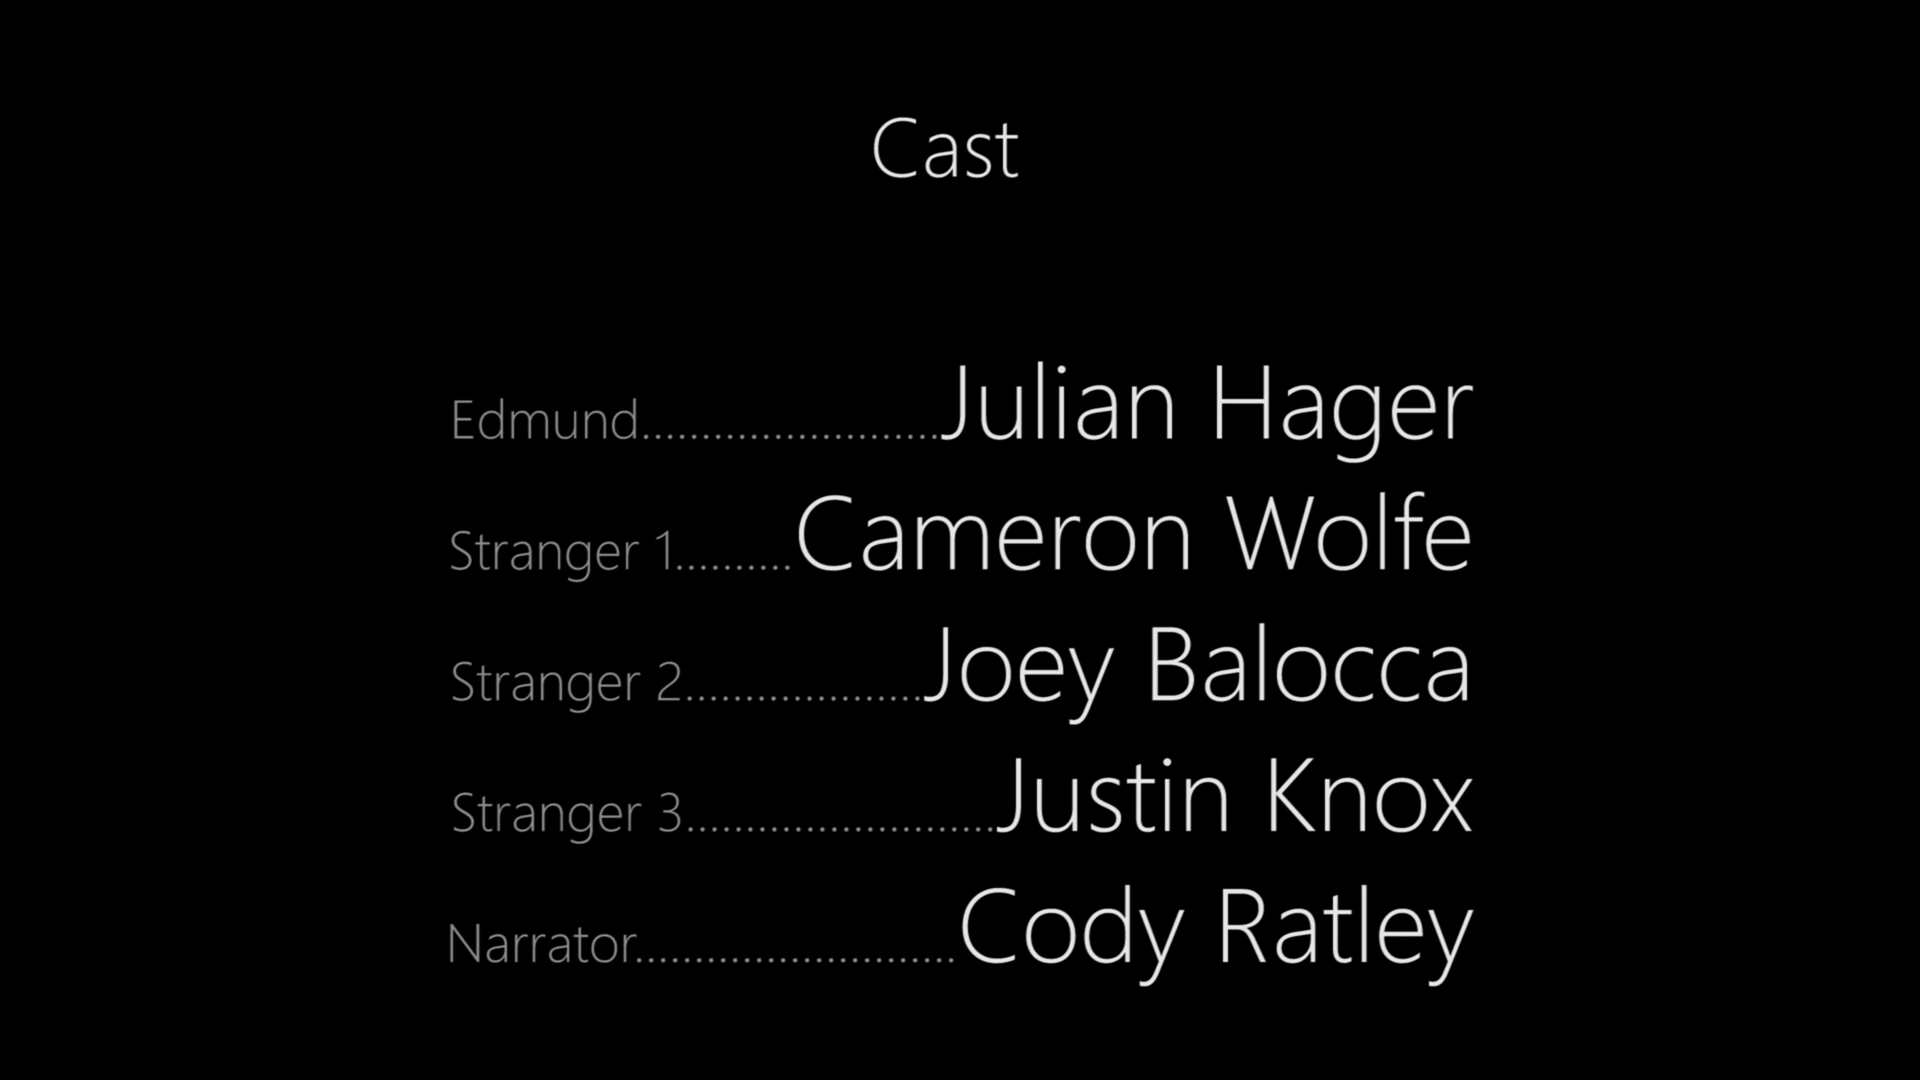 Cast
Edmund.........................Julian Hager
Stranger 1..........Cameron Wolfe
Stranger 2....................Joey Balocca
Stranger 3..........................Justin Knox
Narrator...........................Cody Ratley